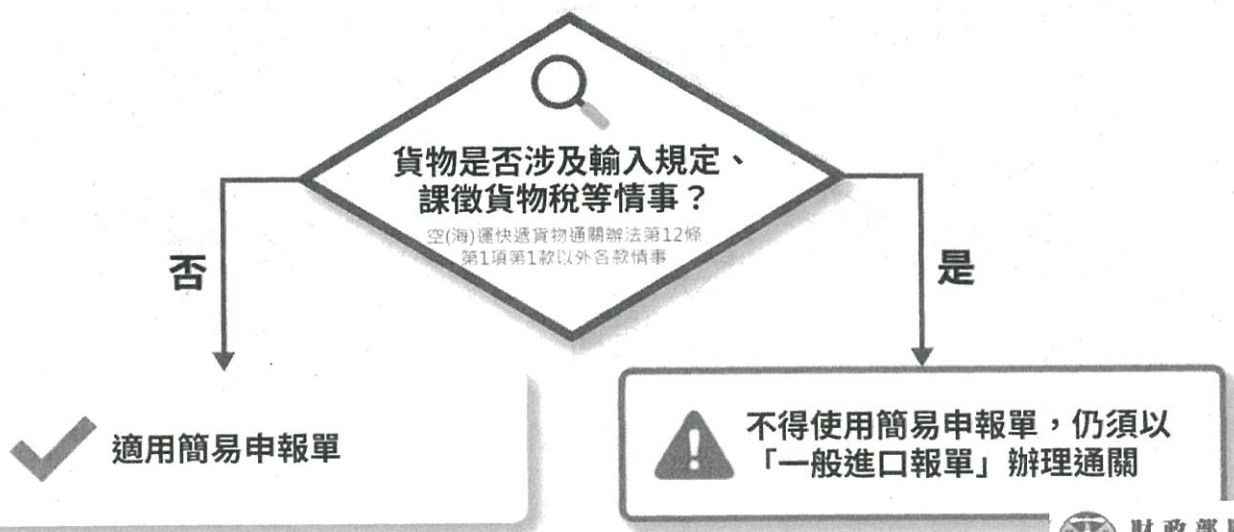 貨物是否涉及輸入規定、
課徵貨物稅等情事？
空(海)運快遞貨物通關辦法第12條
第1項第1款以外各款情事
否
是
適用簡易申報單
不得使用簡易申報單，仍須以
「一般進口報單」辦理通關
財政部